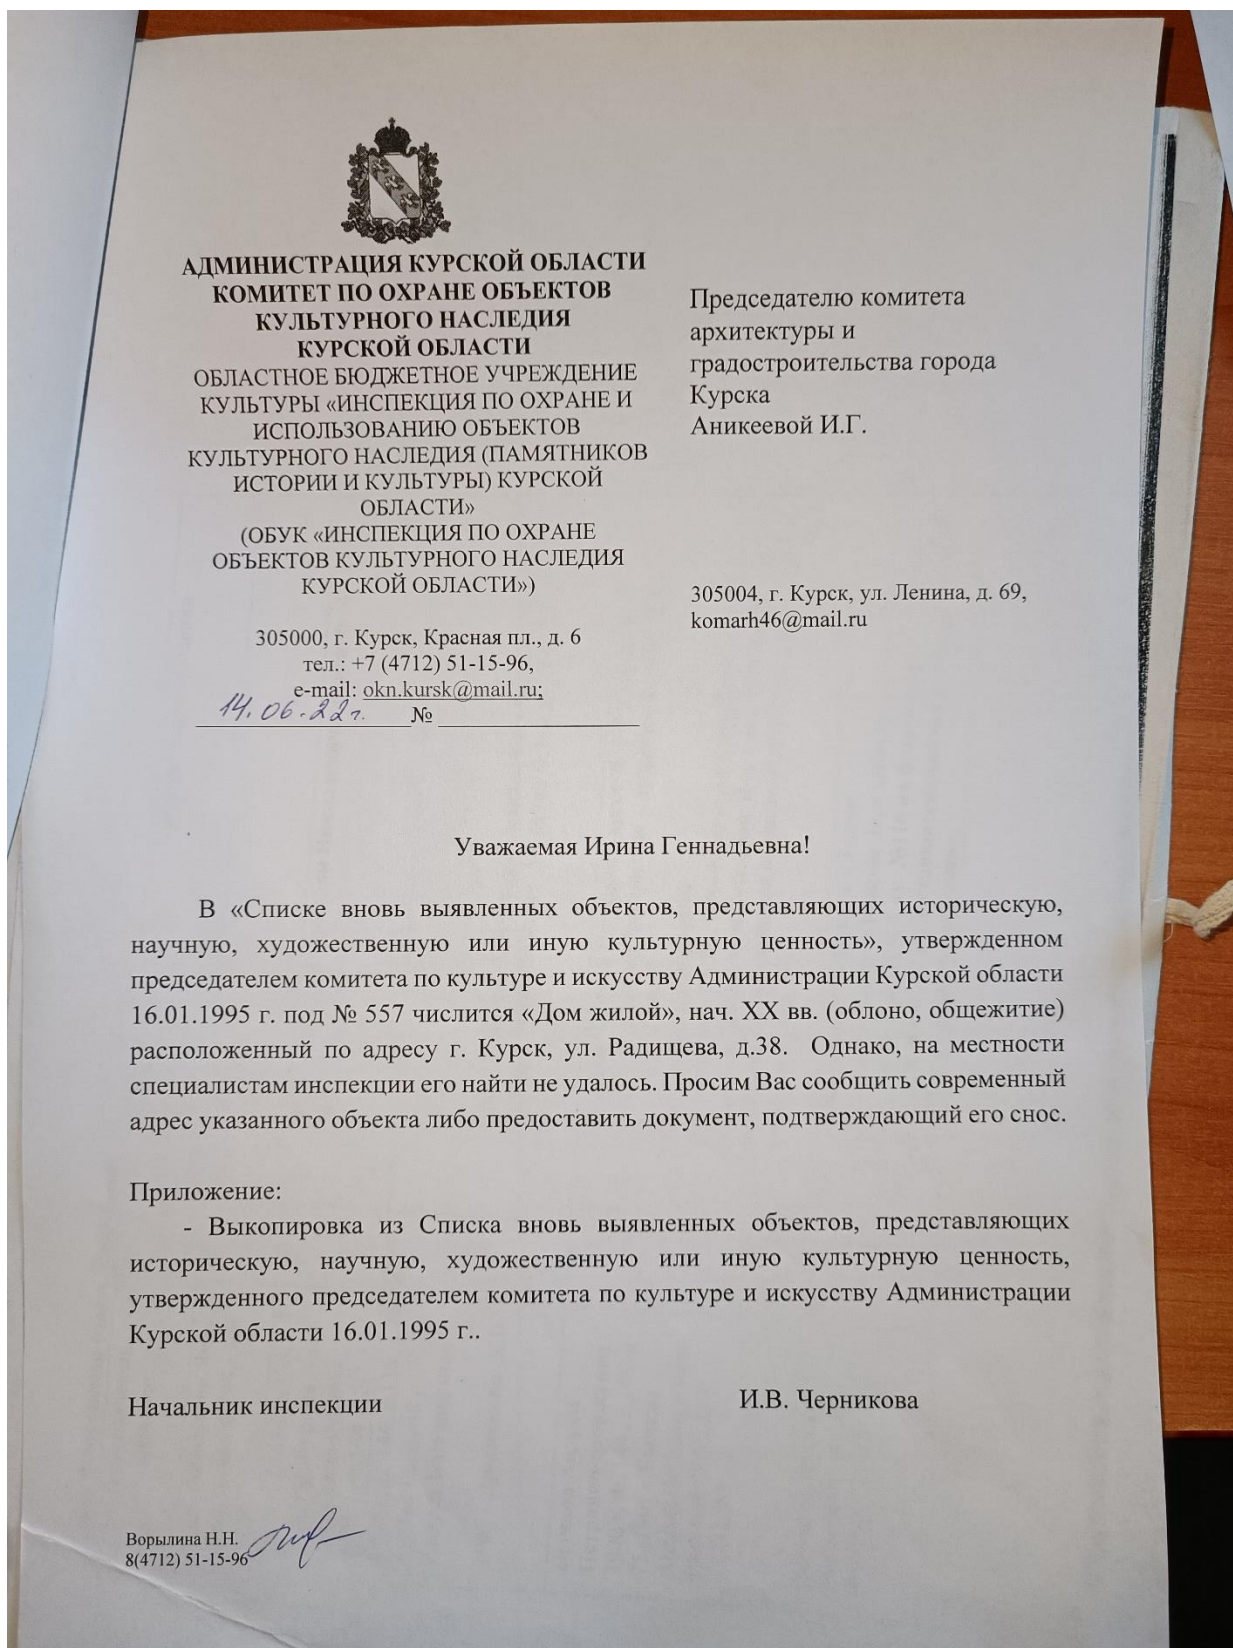 АДМИНИСТРАЦИЯ КУРСКОЙ ОБЛАСТИ
КОМИТЕТ ПО ОХРАНЕ ОБЪЕКТОВ
КУЛЬТУРНОГО НАСЛЕДИЯ
КУРСКОЙ ОБЛАСТИ
ОБЛАСТНОЕ БЮДЖЕТНОЕ УЧРЕЖДЕНИЕ
КУЛЬТУРЫ «ИНСПЕКЦИЯ ПО ОХРАНЕ И
ИСПОЛЬЗОВАНИЮ ОБЪЕКТОВ
КУЛЬТУРНОГО НАСЛЕДИЯ (ПАМЯТНИКОВ
ИСТОРИИ И КУЛЬТУРЫ) КУРСКОЙ
ОБЛАСТИ»
(ОБУК «ИНСПЕКЦИЯ ПО ОХРАНЕ
ОБЪЕКТОВ КУЛЬТУРНОГО НАСЛЕДИЯ
КУРСКОЙ ОБЛАСТИ»)
305000, г. Курск, Красная пл., д. 6
тел.: +7 (4712) 51-15-96,
e-mail: okn.kursk@mail.ru;
14.06.22г. №
Председателю комитета
архитектуры и
градостроительства города
Курска
Аникеевой И.Г.
305004, г. Курск, ул. Ленина, д. 69,
komarh46@mail.ru
Уважаемая Ирина Геннадьевна!
В «Списке вновь выявленных объектов, представляющих историческую,
научную, художественную или иную культурную ценность», утвержденном
председателем комитета по культуре и искусству Администрации Курской области
16.01.1995 г. под № 557 числится «Дом жилой», нач. XX вв. (облоно, общежитие)
расположенный по адресу г. Курск, ул. Радищева, д.38. Однако, на местности
специалистам инспекции его найти не удалось. Просим Вас сообщить современный
адрес указанного объекта либо предоставить документ, подтверждающий его снос.
Приложение:
- Выкопировка из Списка вновь выявленных объектов, представляющих
историческую, научную, художественную или иную культурную ценность,
утвержденного председателем комитета по культуре и искусству Администрации
Курской области 16.01.1995 г..
Начальник инспекции И.В. Черникова
Ворылина Н.Н.
8(4712) 51-15-96